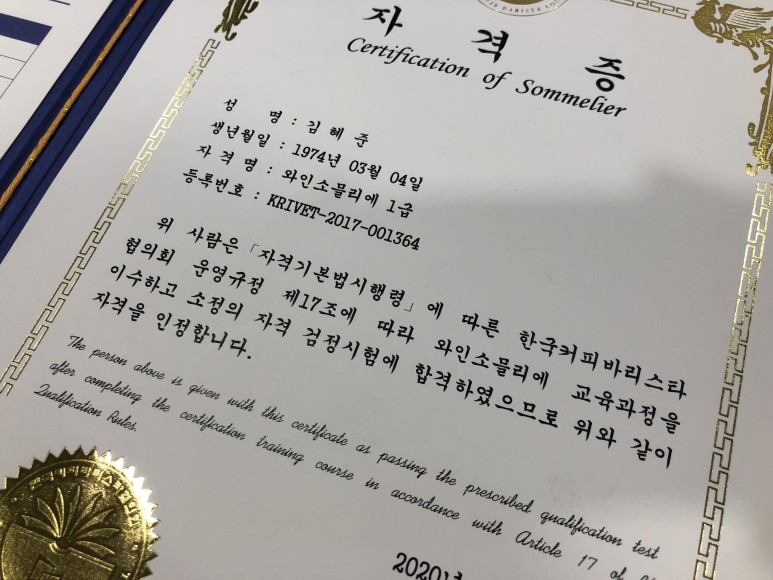 자 격 증
Certification of Sommelier
성 명 : 김 혜 준
생년월일 : 1974년 03월 04일
자 격 명 : 와인소믈리에 1급
등록번호 : KRIVET-2017-001364
위 사람은 「자격기본법시행령」에 따른 한국커피바리스타
협의회 운영규정 제17조에 따라 와인소믈리에 교육과정을
이수하고 소정의 자격 검정시험에 합격하였으므로 위와 같이
자격을 인정합니다.
The person above is given with this certificate as passing the prescribed qualification test
after completing the certification training course in accordance with Article 17 of
Qualification Rules.
2020년